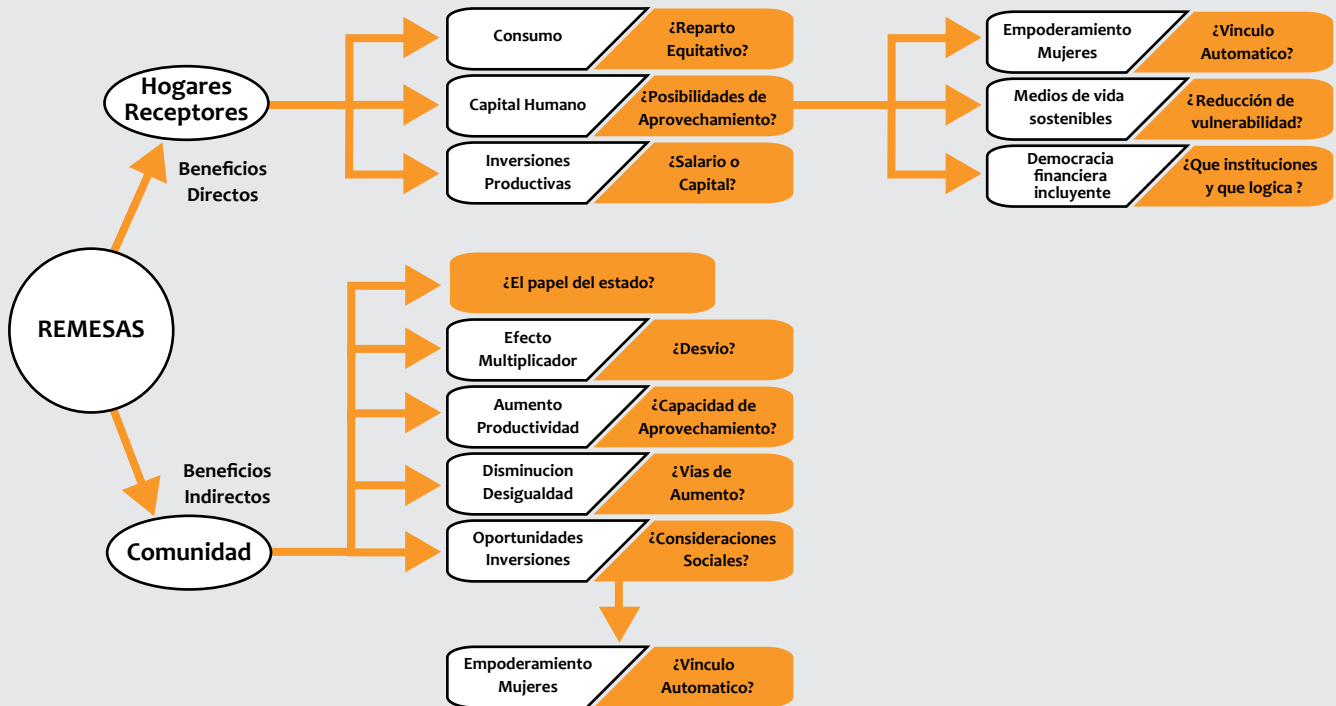 Hogares
Receptores
Beneficios
Directos
REMESAS
Beneficios
Indirectos
Comunidad
Consumo
¿Reparto
Equitativo?
Capital Humano
¿Posibilidades de
Aprovechamiento?
Inversiones
Productivas
¿Salario o
Capital?
Empoderamiento
Mujeres
¿Vinculo
Automatico?
Medios de vida
sostenibles
¿Reducción de
vulnerabilidad?
Democracia
financiera
incluyente
¿Que instituciones
y que logica ?
¿El papel del estado?
Efecto
Multiplicador
¿Desvio?
Aumento
Productividad
¿Capacidad de
Aprovechamiento?
Disminucion
Desigualdad
¿Vias de
Aumento?
Oportunidades
Inversiones
¿Consideraciones
Sociales?
Empoderamiento
Mujeres
¿Vinculo
Automatico?